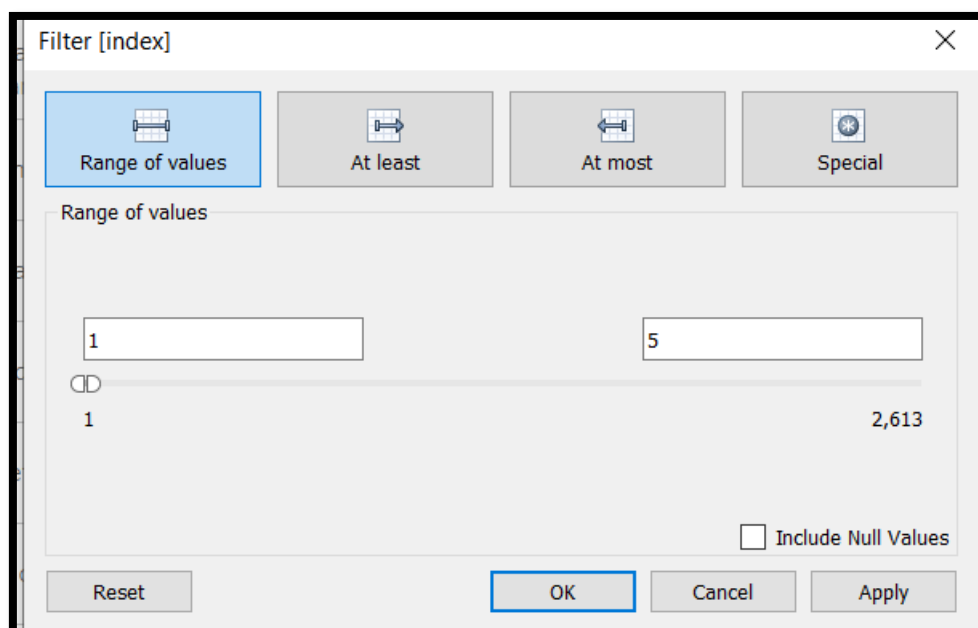 Filter [index]
Range of values
At least
At most
Special
Range of values
1
5
1
2,613
Include Null Values
Reset
OK
Cancel
Apply